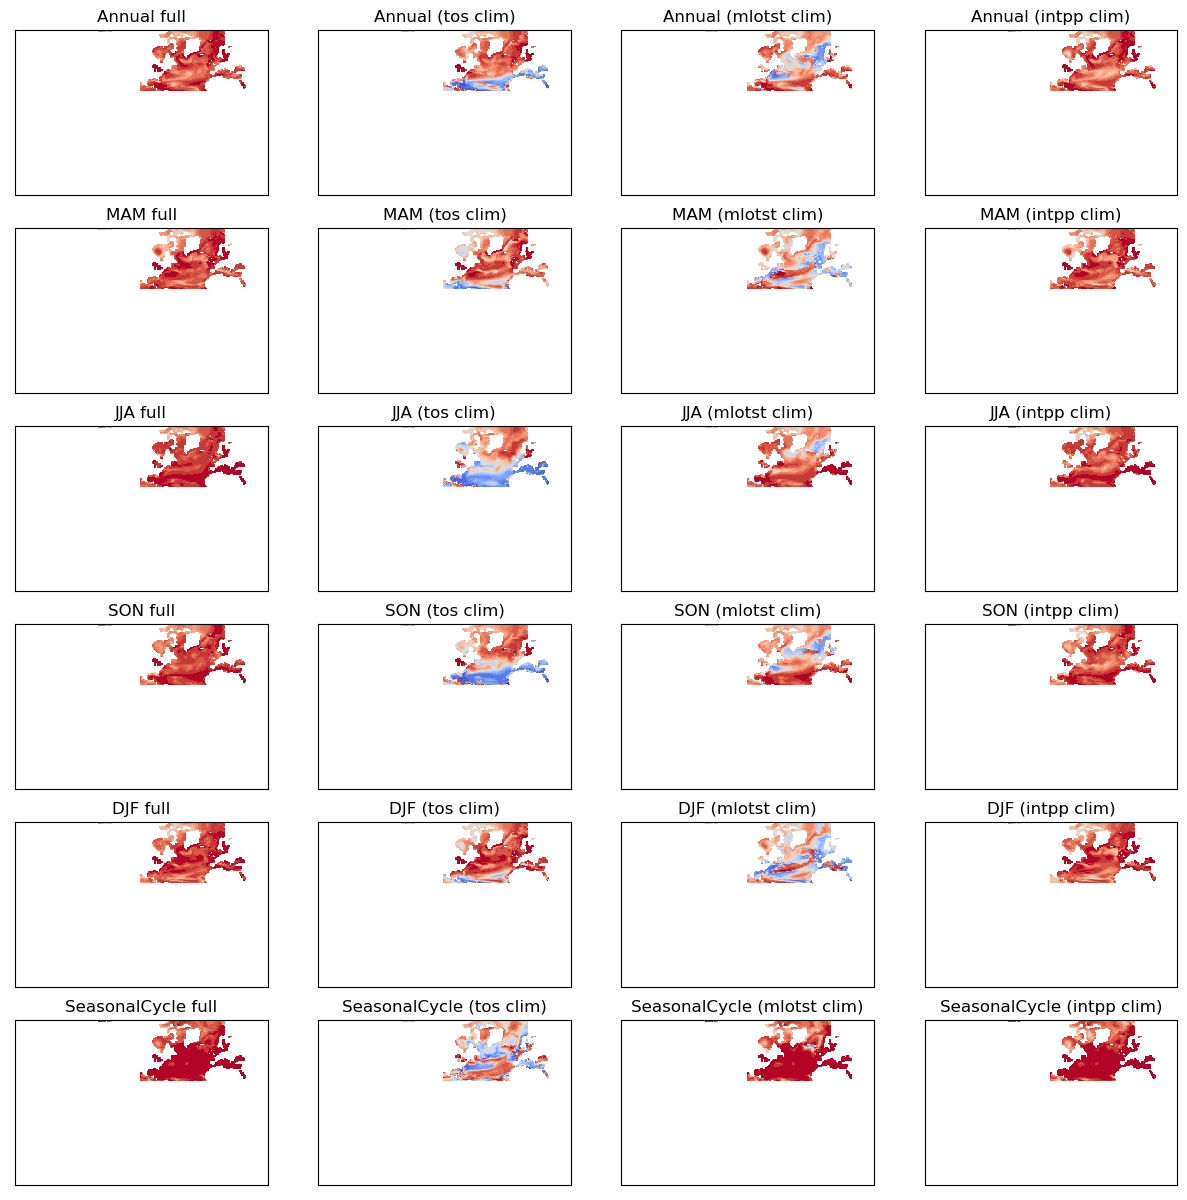 Annual full
Annual (tos clim)
Annual (mlotst clim)
Annual (intpp clim)
MAM full
MAM (tos clim)
MAM (mlotst clim)
MAM (intpp clim)
JJA full
JJA (tos clim)
JJA (mlotst clim)
JJA (intpp clim)
SON full
SON (tos clim)
SON (mlotst clim)
SON (intpp clim)
DJF full
DJF (tos clim)
DJF (mlotst clim)
DJF (intpp clim)
SeasonalCycle full
SeasonalCycle (tos clim)
SeasonalCycle (mlotst clim)
SeasonalCycle (intpp clim)